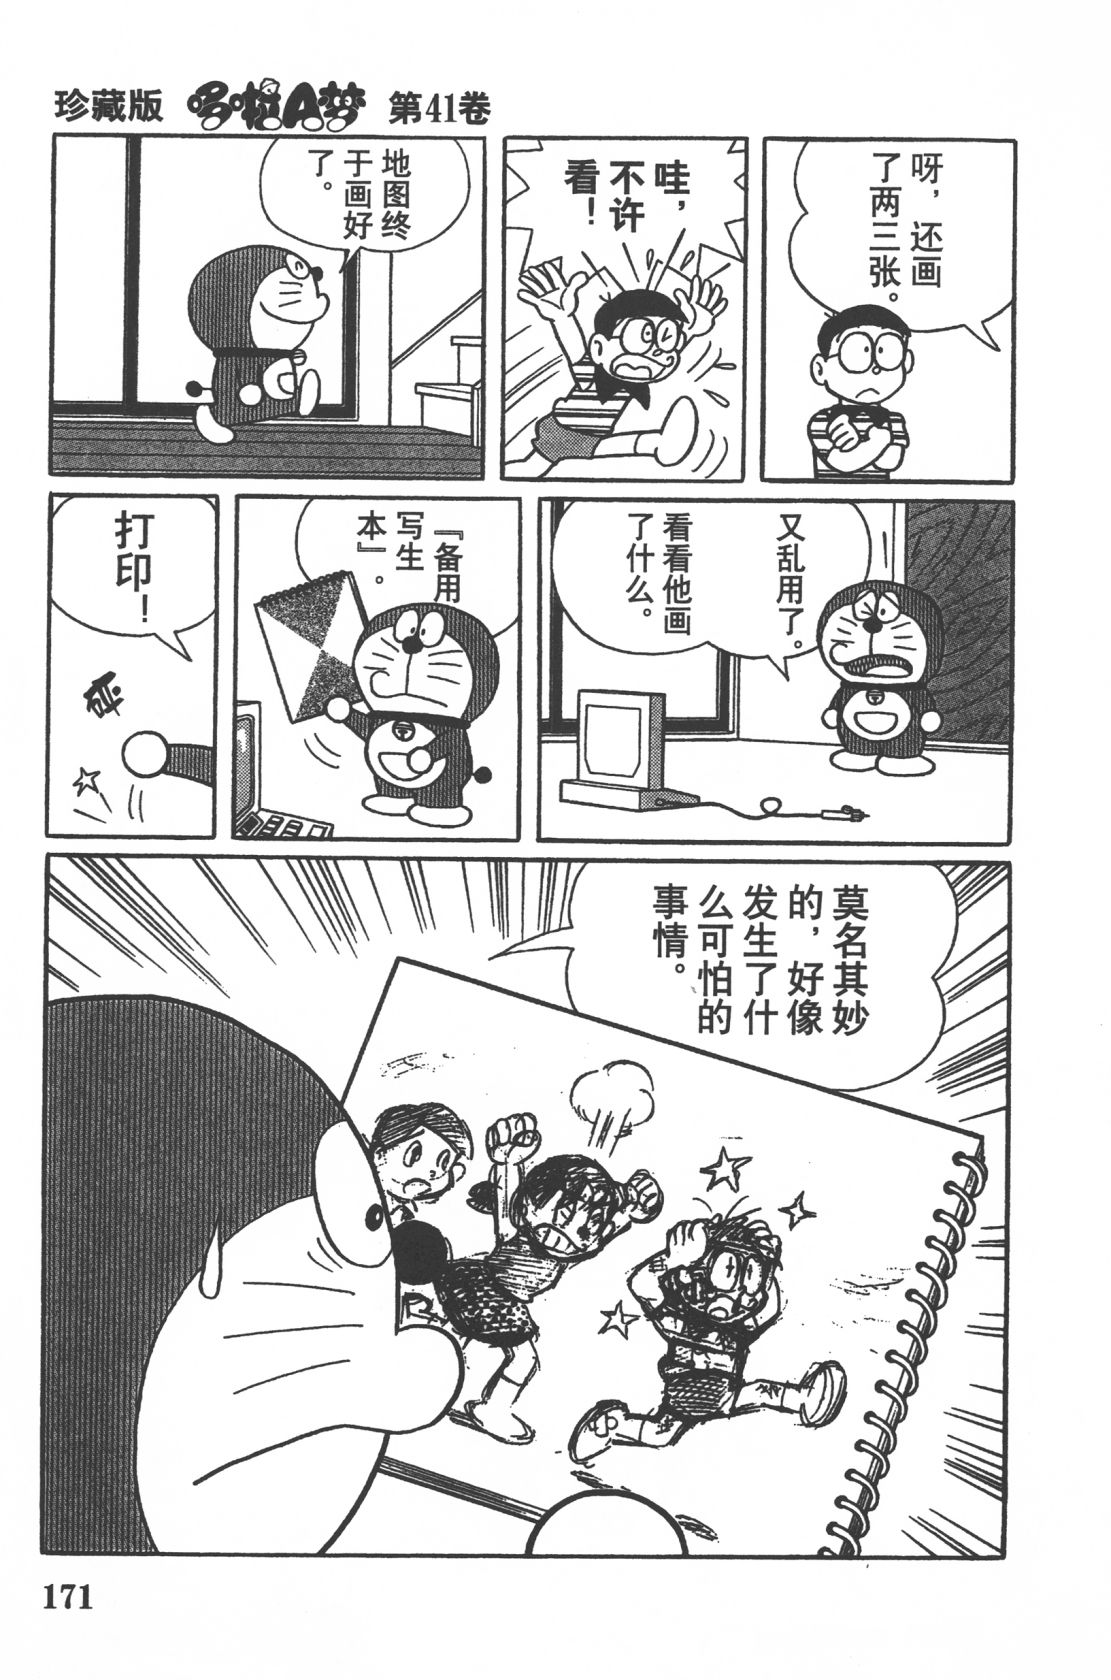 珍藏版 哆啦A梦 第41卷
呀，还画
了两三张。
哇，
不许
看！
地图终
于画好
了。
又乱用了。
看看他画
了什么。
『备用
写生
本』。
打印！
砰
莫名其妙
的，好像
发生了什
么可怕的
事情。
171